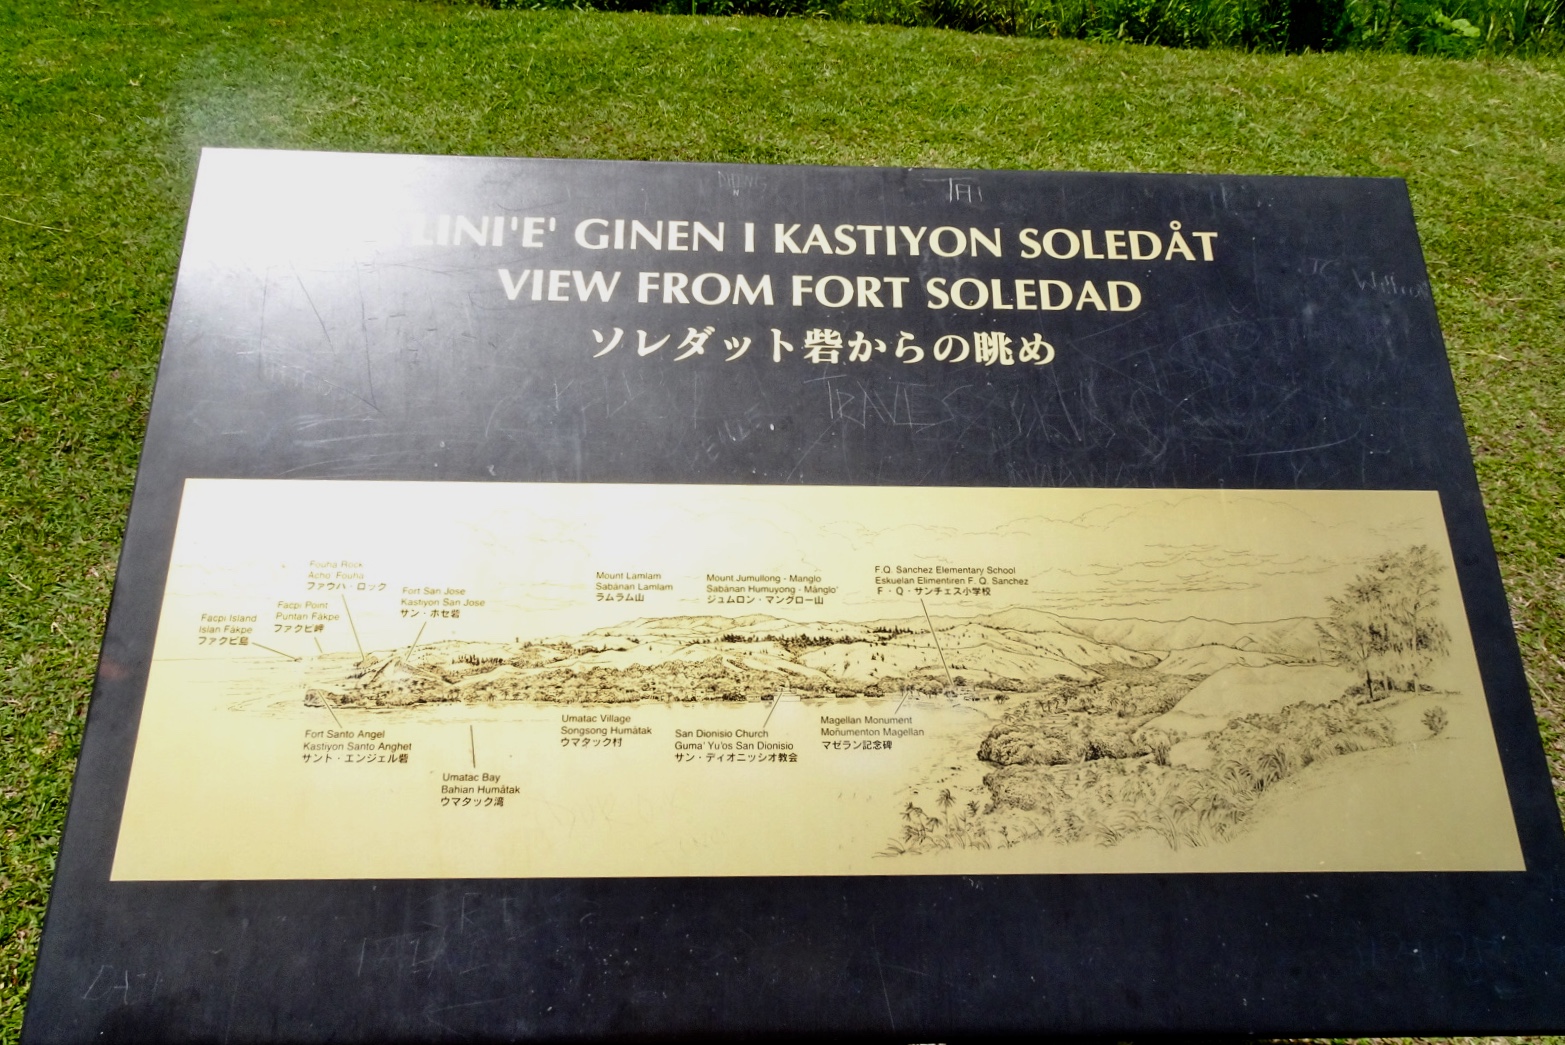 LINI'E' GINEN I KASTIYON SOLEDÅT
VIEW FROM FORT SOLEDAD
ソレダット砦からの眺め
Fouha Rock
Acho' Fouha
ファウハ・ロック
Fort San Jose
Kastiyon San Jose
サン・ホセ砦
Facpi Point
Puntan Fåkpe
ファクピ岬
Facpi Island
Islan Fåkpe
ファクピ島
Mount Lamlam
Sabånan Lamlam
ラムラム山
Mount Jumullong - Manglo
Sabånan Humuyong - Månglo'
ジュムロン・マングロー山
F.Q. Sanchez Elementary School
Eskuelan Elimentiren F. Q. Sanchez
F・Q・サンチェス小学校
Fort Santo Angel
Kastiyon Santo Anghet
サント・エンジェル砦
Umatac Bay
Bahian Humåtak
ウマタック湾
Umatac Village
Songsong Humåtak
ウマタック村
San Dionisio Church
Guma' Yu'os San Dionisio
サン・ディオニッシオ教会
Magellan Monument
Moñumenton Magellan
マゼラン記念碑